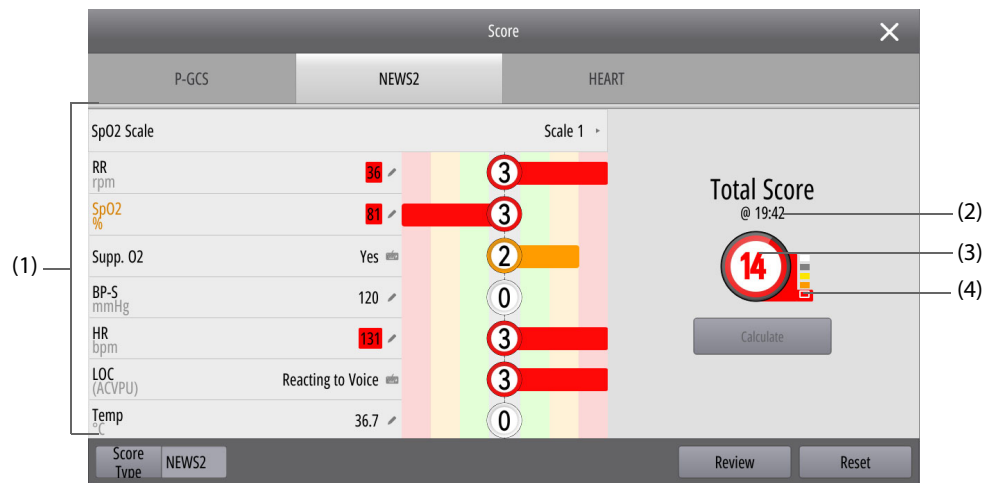 Score
P-GCS NEWS2 HEART
SpO2 Scale Scale 1
RR
rpm
36
3
SpO2
%
81
3
Supp. O2 Yes 2
BP-S
mmHg
120
0
HR
bpm
131
3
LOC
(ACVPU)
Reacting to Voice
3
Temp
°C
36.7
0
Total Score
@ 19:42
14
Calculate
(1)
(2)
(3)
(4)
Score
Type
NEWS2
Review
Reset